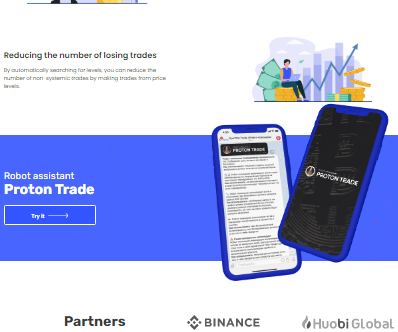 Reducing the number of losing trades
By automatically searching for levels, you can reduce the
number of non-systemic trades by making trades from price
levels.
PROTON TRADE
PROTON TRADE
Robot assistant
Proton Trade
Try it
Partners
BINANCE
Huobi Global